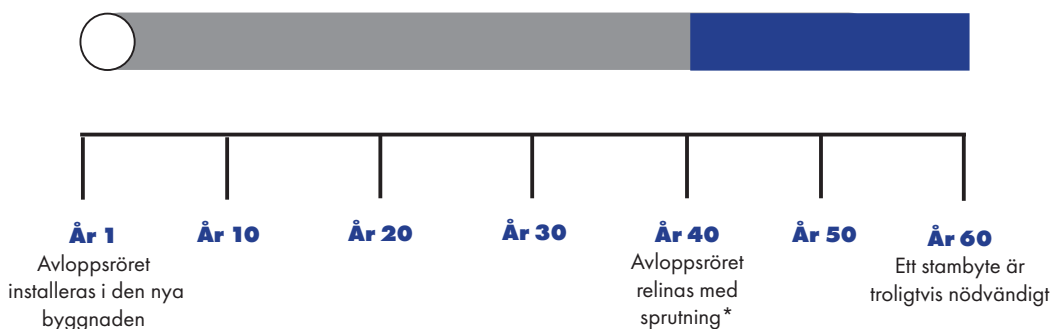 År 1
Avloppsröret
installeras i den nya
byggnaden
År 10
År 20
År 30
År 40
Avloppsröret
relinas med
sprutning*
År 50
År 60
Ett stambyte är
troligtvis nödvändigt